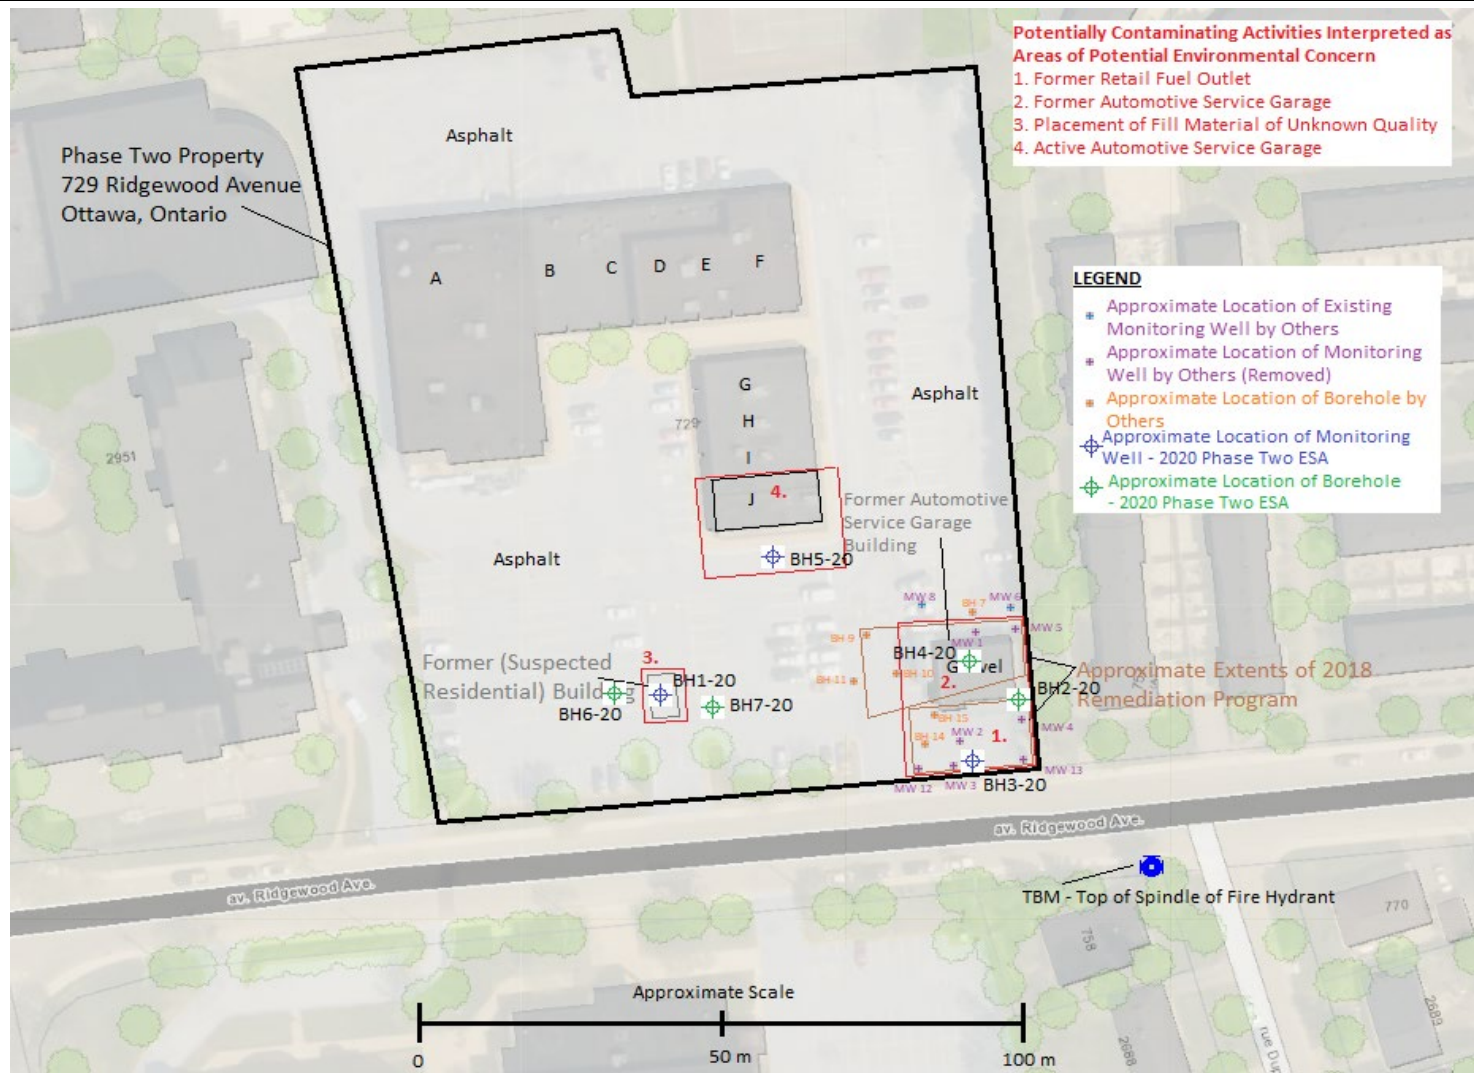 Potentially Contaminating Activities Interpreted as
Areas of Potential Environmental Concern
1. Former Retail Fuel Outlet
2. Former Automotive Service Garage
3. Placement of Fill Material of Unknown Quality
4. Active Automotive Service Garage
Asphalt
Phase Two Property
729 Ridgewood Avenue
Ottawa, Ontario
A
B
C
D
E
F
LEGEND
Approximate Location of Existing
Monitoring Well by Others
Approximate Location of Monitoring
Well by Others (Removed)
Approximate Location of Borehole by
Others
Approximate Location of Monitoring
Well - 2020 Phase Two ESA
Approximate Location of Borehole
- 2020 Phase Two ESA
G
H
I
J
4.
729
Asphalt
2951
Former Automotive
Service Garage
Building
Asphalt
BH5-20
MW 8
BH 7
MW 6
BH 9
MW 1
MW 5
BH4-20
Gravel
BH 11
BH 10
2.
BH2-20
Approximate Extents of 2018
Remediation Program
Former (Suspected
Residential) Building
3.
BH1-20
BH6-20
BH7-20
BH 15
MW 4
BH 14
MW 2
1.
MW 12
MW 3
BH3-20
MW 13
av. Ridgewood Ave.
av. Ridgewood Ave.
TBM - Top of Spindle of Fire Hydrant
758
770
2689
2688
rue Dup
Approximate Scale
0
50 m
100 m